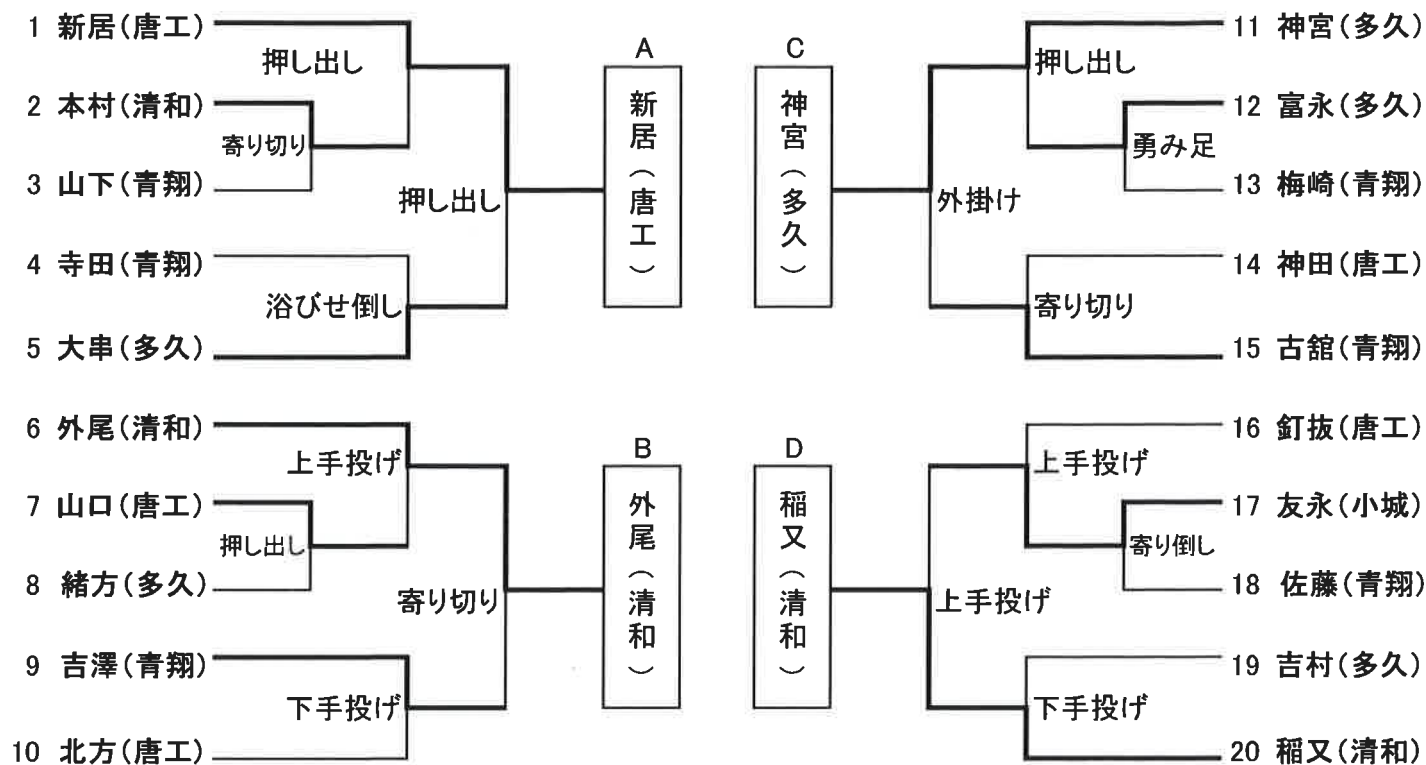 1 新居(唐工)
押し出し
2 本村(清和)
寄り切り
3 山下(青翔)
押し出し
4 寺田(青翔)
浴びせ倒し
5 大串(多久)
A
新居(唐工)
6 外尾(清和)
上手投げ
7 山口(唐工)
押し出し
8 緒方(多久)
寄り切り
9 吉澤(青翔)
下手投げ
10 北方(唐工)
B
外尾(清和)
C
神宮(多久)
11 神宮(多久)
押し出し
12 富永(多久)
勇み足
13 梅崎(青翔)
外掛け
14 神田(唐工)
寄り切り
15 古舘(青翔)
D
稲又(清和)
16 釘抜(唐工)
上手投げ
17 友永(小城)
寄り倒し
18 佐藤(青翔)
上手投げ
19 吉村(多久)
下手投げ
20 稲又(清和)